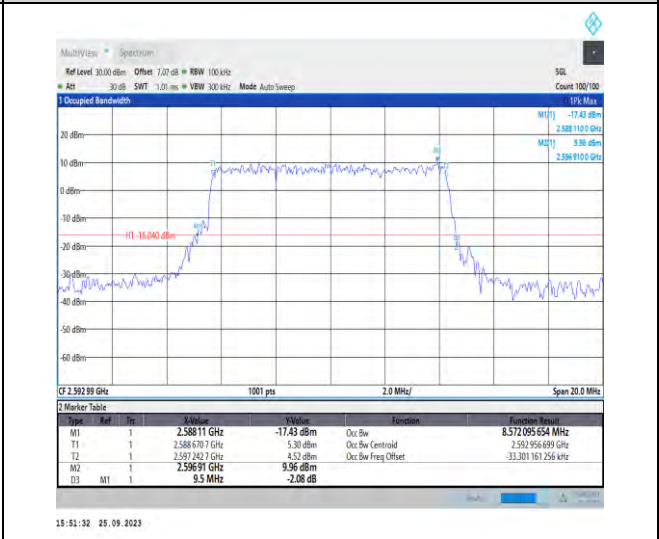 MultiView Spectrum
Ref Level 30.00 dBm Offset 7.07 dB RBW 100 kHz SGL
Att 30 dB SWT 1.01 ms VBW 300 kHz Mode Auto Sweep Count 100/100
1 Occupied Bandwidth 1Pk Max
M1[1] -17.43 dBm
2.588 110 0 GHz
M2[1] 9.96 dBm
2.596 910 0 GHz
20 dBm
10 dBm
0 dBm
-10 dBm
H1 -16.040 dBm
-20 dBm
-30 dBm
-40 dBm
-50 dBm
-60 dBm
CF 2.592 99 GHz 1001 pts 2.0 MHz/ Span 20.0 MHz
2 Marker Table
Type Ref Trc X-Value Y-Value Function Function Result
M1 1 2.588 11 GHz -17.43 dBm Occ Bw 8.572 095 654 MHz
T1 1 2.588 670 7 GHz 5.30 dBm Occ Bw Centroid 2.592 956 699 GHz
T2 1 2.597 242 7 GHz 4.52 dBm Occ Bw Freq Offset -33.301 161 256 kHz
M2 1 2.596 91 GHz 9.96 dBm
D3 M1 1 9.5 MHz -2.08 dB
15:51:32 25.09.2023